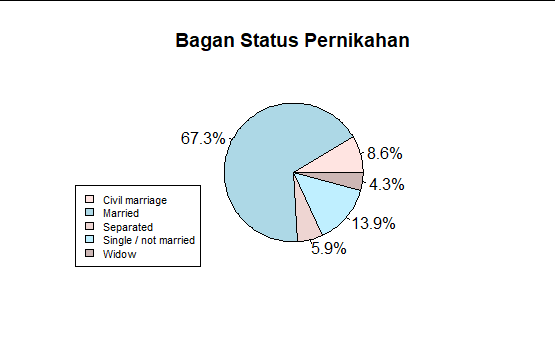 Bagan Status Pernikahan
67.3%
8.6%
4.3%
13.9%
5.9%
Civil marriage
Married
Separated
Single / not married
Widow